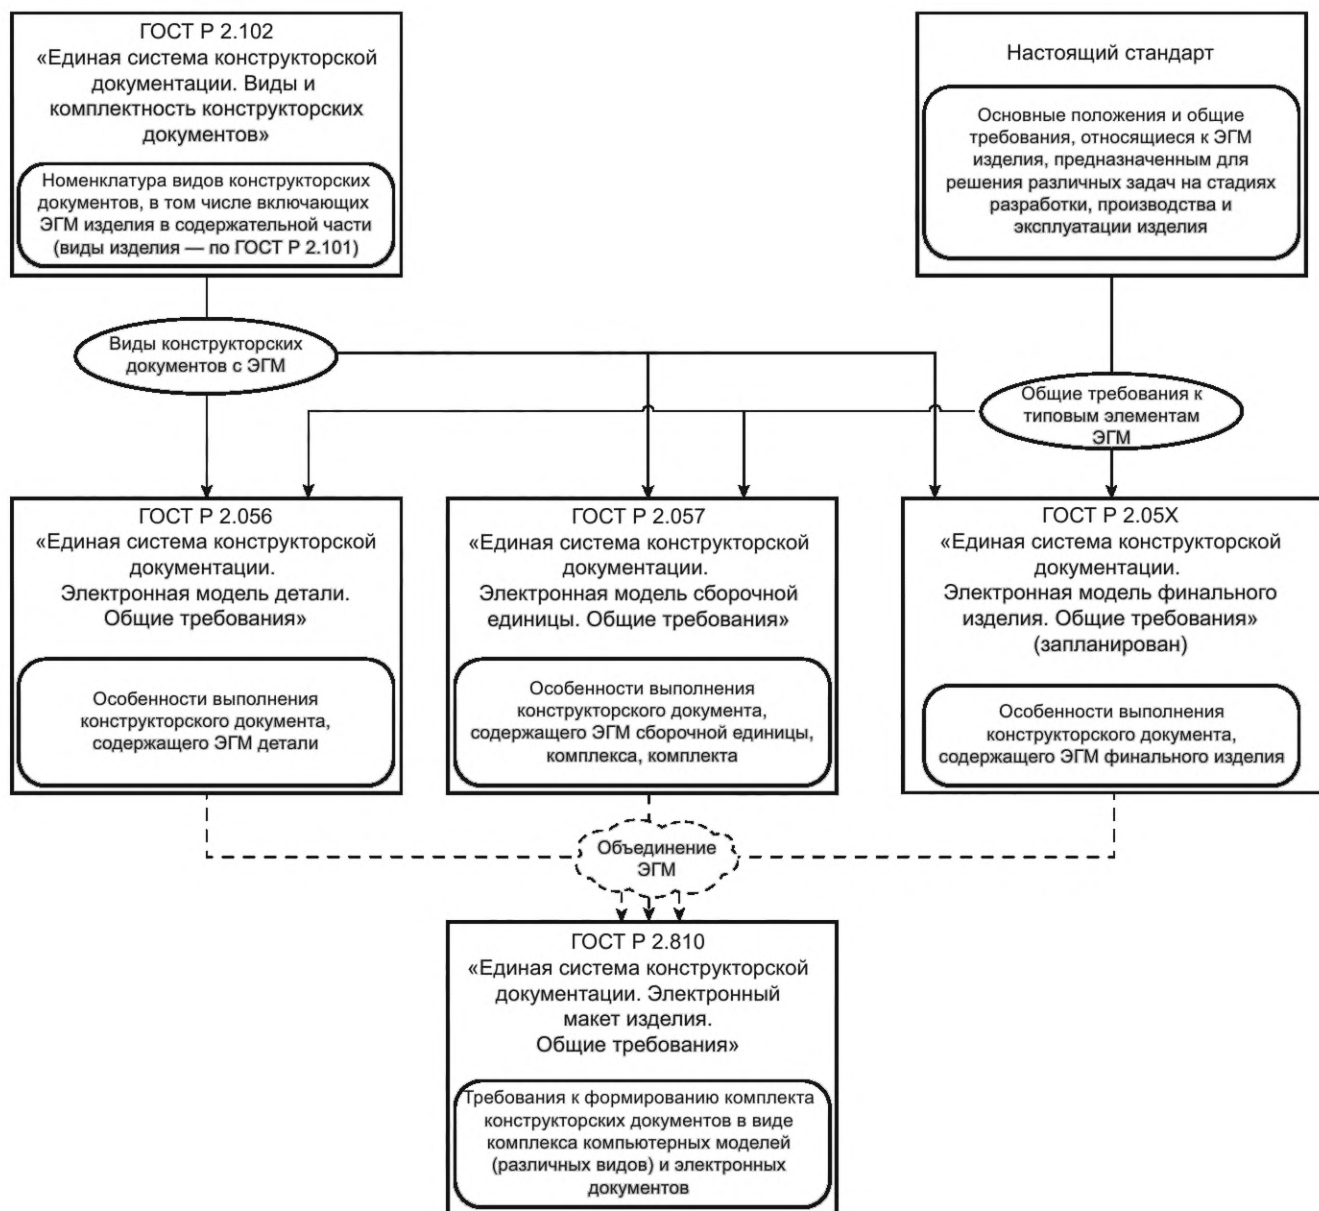 ГОСТ Р 2.102
«Единая система конструкторской
документации. Виды и
комплектность конструкторских
документов»
Номенклатура видов конструкторских
документов, в том числе включающих
ЭГМ изделия в содержательной части
(виды изделия — по ГОСТ Р 2.101)
Настоящий стандарт
Основные положения и общие
требования, относящиеся к ЭГМ
изделия, предназначенным для
решения различных задач на стадиях
разработки, производства и
эксплуатации изделия
Виды конструкторских
документов с ЭГМ
Общие требования к
типовым элементам
ЭГМ
ГОСТ Р 2.056
«Единая система конструкторской
документации.
Электронная модель детали.
Общие требования»
Особенности выполнения
конструкторского документа,
содержащего ЭГМ детали
ГОСТ Р 2.057
«Единая система конструкторской
документации.
Электронная модель сборочной
единицы. Общие требования»
Особенности выполнения
конструкторского документа,
содержащего ЭГМ сборочной единицы,
комплекса, комплекта
ГОСТ Р 2.05X
«Единая система конструкторской
документации.
Электронная модель финального
изделия. Общие требования»
(запланирован)
Особенности выполнения
конструкторского документа,
содержащего ЭГМ финального изделия
Объединение
ЭГМ
ГОСТ Р 2.810
«Единая система конструкторской
документации. Электронный
макет изделия.
Общие требования»
Требования к формированию комплекта
конструкторских документов в виде
комплекса компьютерных моделей
(различных видов) и электронных
документов